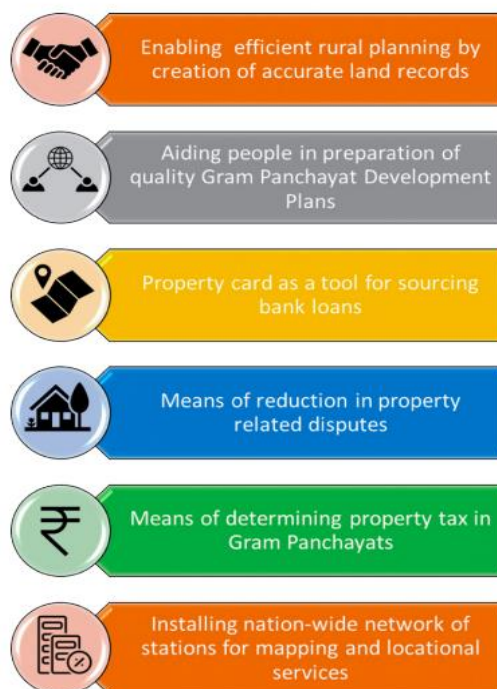 Enabling efficient rural planning by
creation of accurate land records
Aiding people in preparation of
quality Gram Panchayat Development
Plans
Property card as a tool for sourcing
bank loans
Means of reduction in property
related disputes
₹
Means of determining property tax in
Gram Panchayats
Installing nation-wide network of
stations for mapping and locational
services